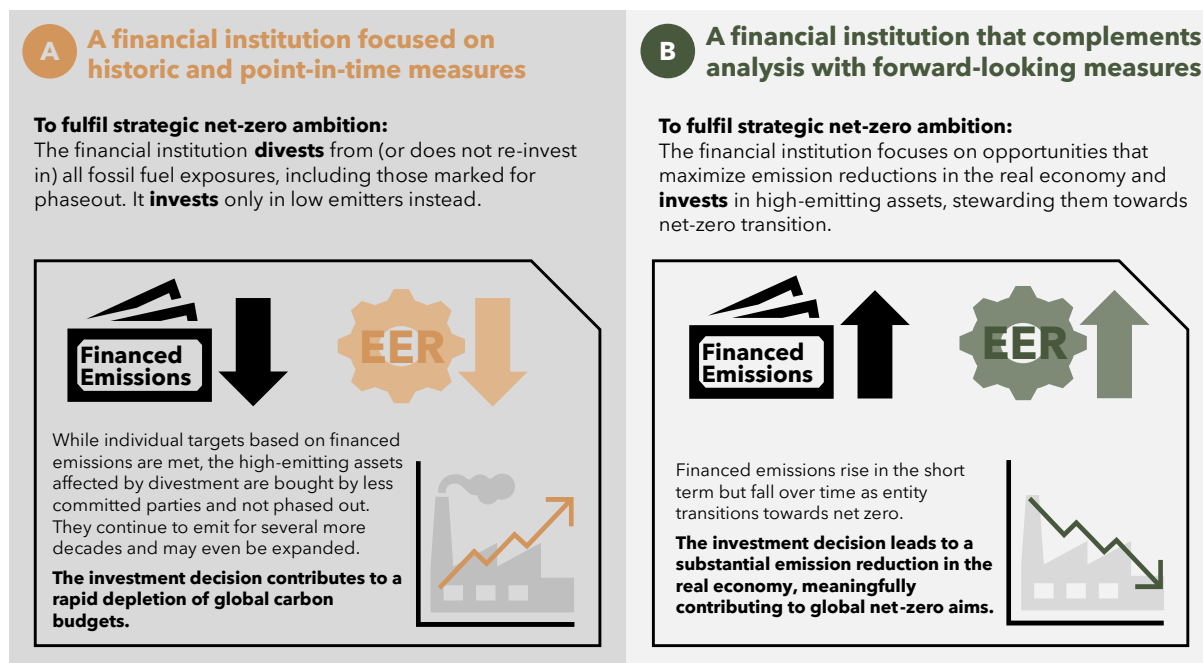 A
A financial institution focused on
historic and point-in-time measures
To fulfil strategic net-zero ambition:
The financial institution divests from (or does not re-invest
in) all fossil fuel exposures, including those marked for
phaseout. It invests only in low emitters instead.
Financed
Emissions
EER
While individual targets based on financed
emissions are met, the high-emitting assets
affected by divestment are bought by less
committed parties and not phased out.
They continue to emit for several more
decades and may even be expanded.
The investment decision contributes to a
rapid depletion of global carbon
budgets.
B
A financial institution that complements
analysis with forward-looking measures
To fulfil strategic net-zero ambition:
The financial institution focuses on opportunities that
maximize emission reductions in the real economy and
invests in high-emitting assets, stewarding them towards
net-zero transition.
Financed
Emissions
EER
Financed emissions rise in the short
term but fall over time as entity
transitions towards net zero.
The investment decision leads to a
substantial emission reduction in the
real economy, meaningfully
contributing to global net-zero aims.